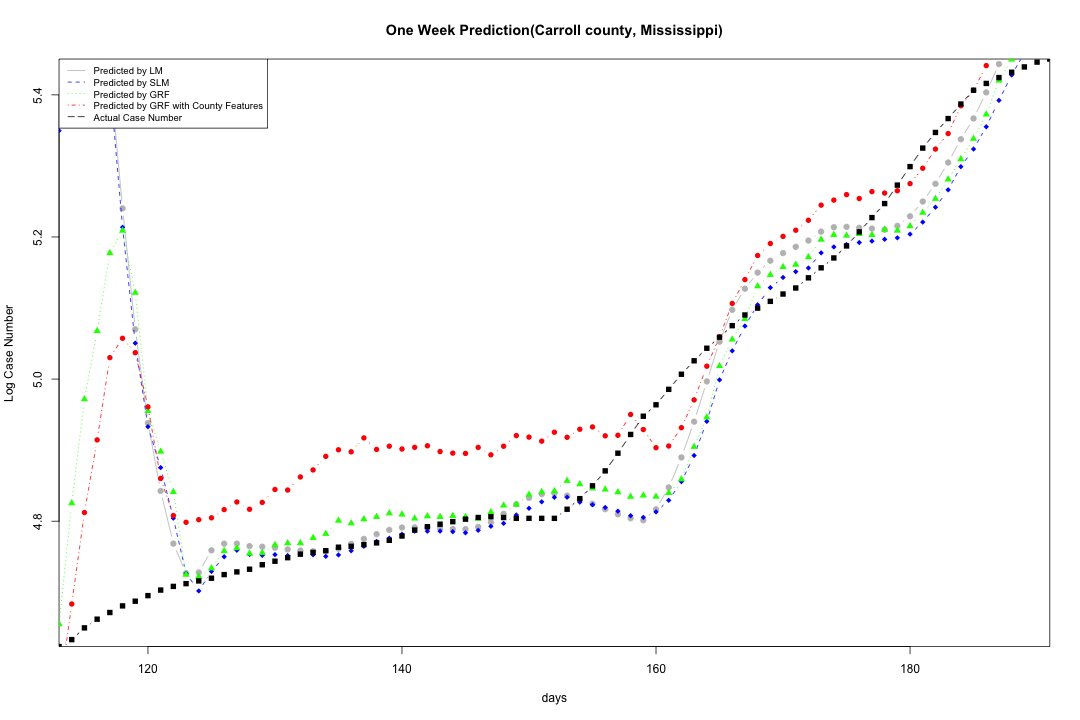 One Week Prediction(Carroll county, Mississippi)
Predicted by LM
Predicted by SLM
Predicted by GRF
Predicted by GRF with County Features
Actual Case Number
Log Case Number
5.4
5.2
5.0
4.8
120 140 160 180
days